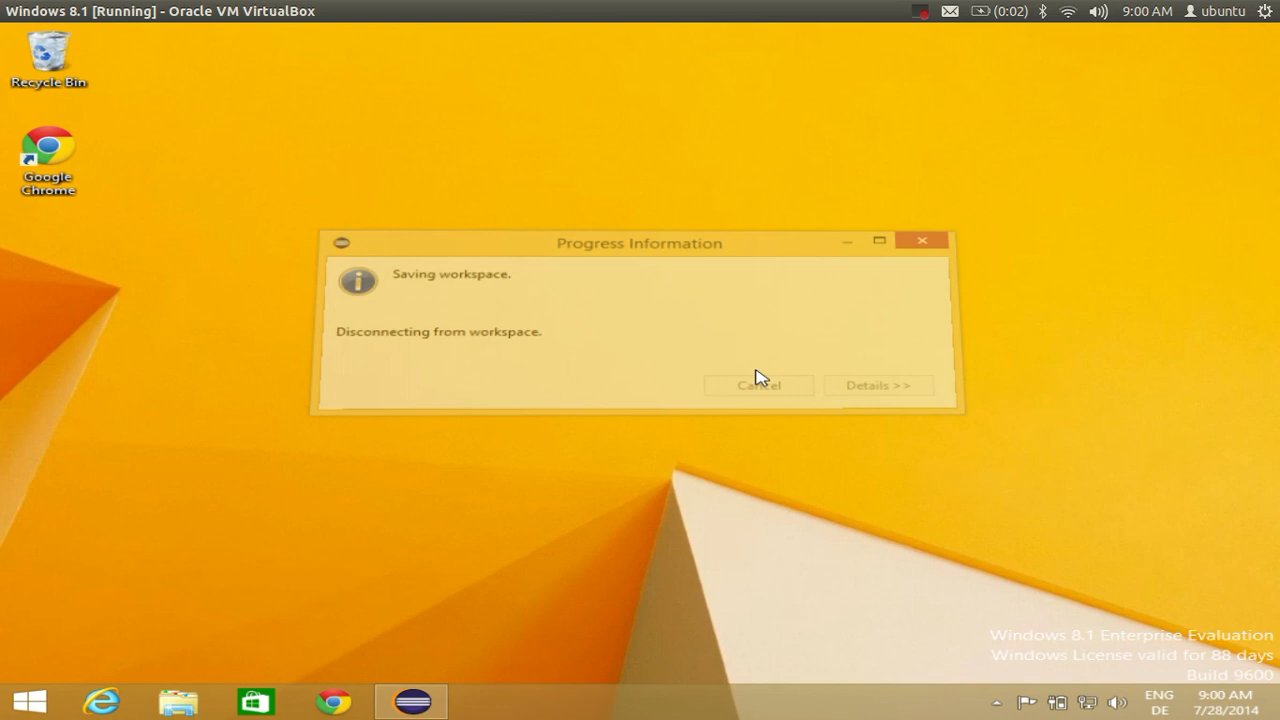 Windows 8.1 [Running] - Oracle VM VirtualBox
(0:02)
9:00 AM
ubuntu
Recycle Bin
Google
Chrome
Progress Information
Saving workspace.
Disconnecting from workspace.
Cancel
Details >>
Windows 8.1 Enterprise Evaluation
Windows License valid for 88 days
Build 9600
ENG
DE
9:00 AM
7/28/2014